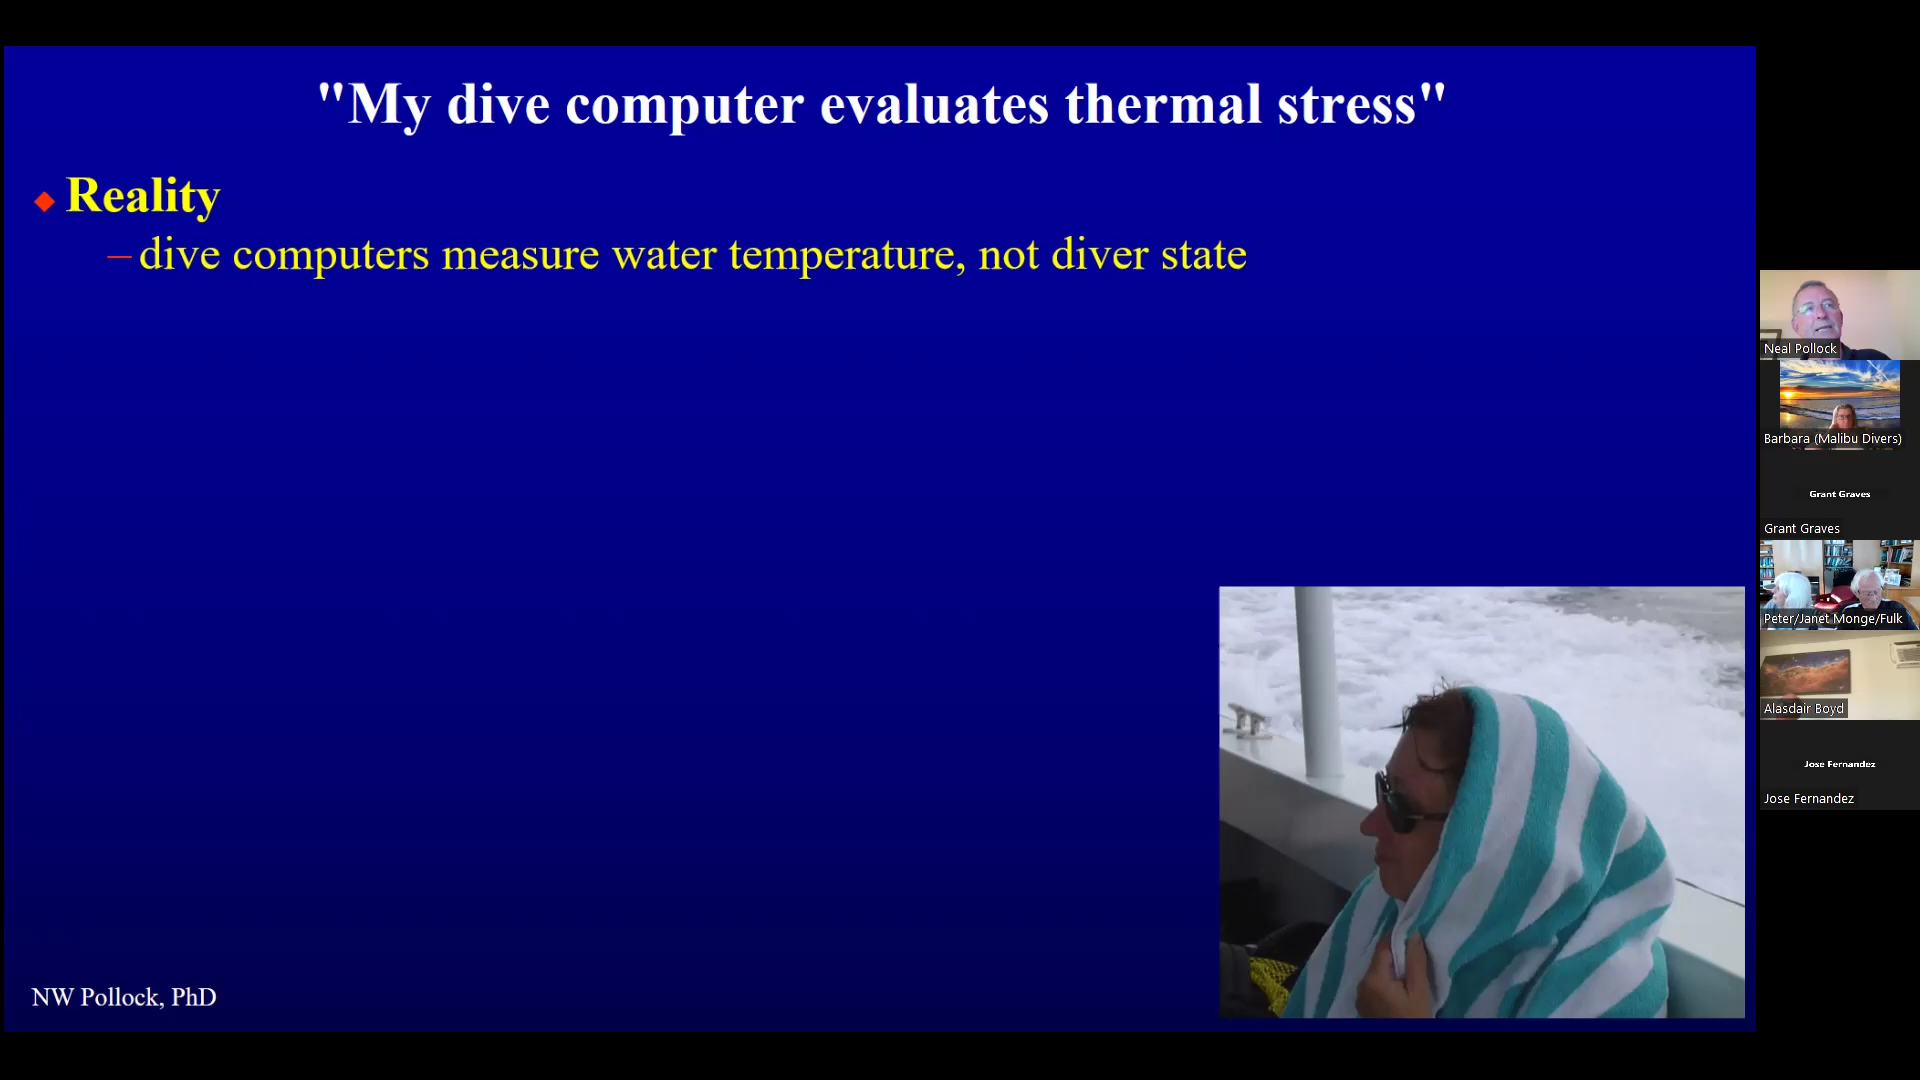 "My dive computer evaluates thermal stress"
Reality
– dive computers measure water temperature, not diver state
NW Pollock, PhD
Neal Pollock
Barbara (Malibu Divers)
Grant Graves
Grant Graves
Peter/Janet Monge/Fulk
Alasdair Boyd
Jose Fernandez
Jose Fernandez